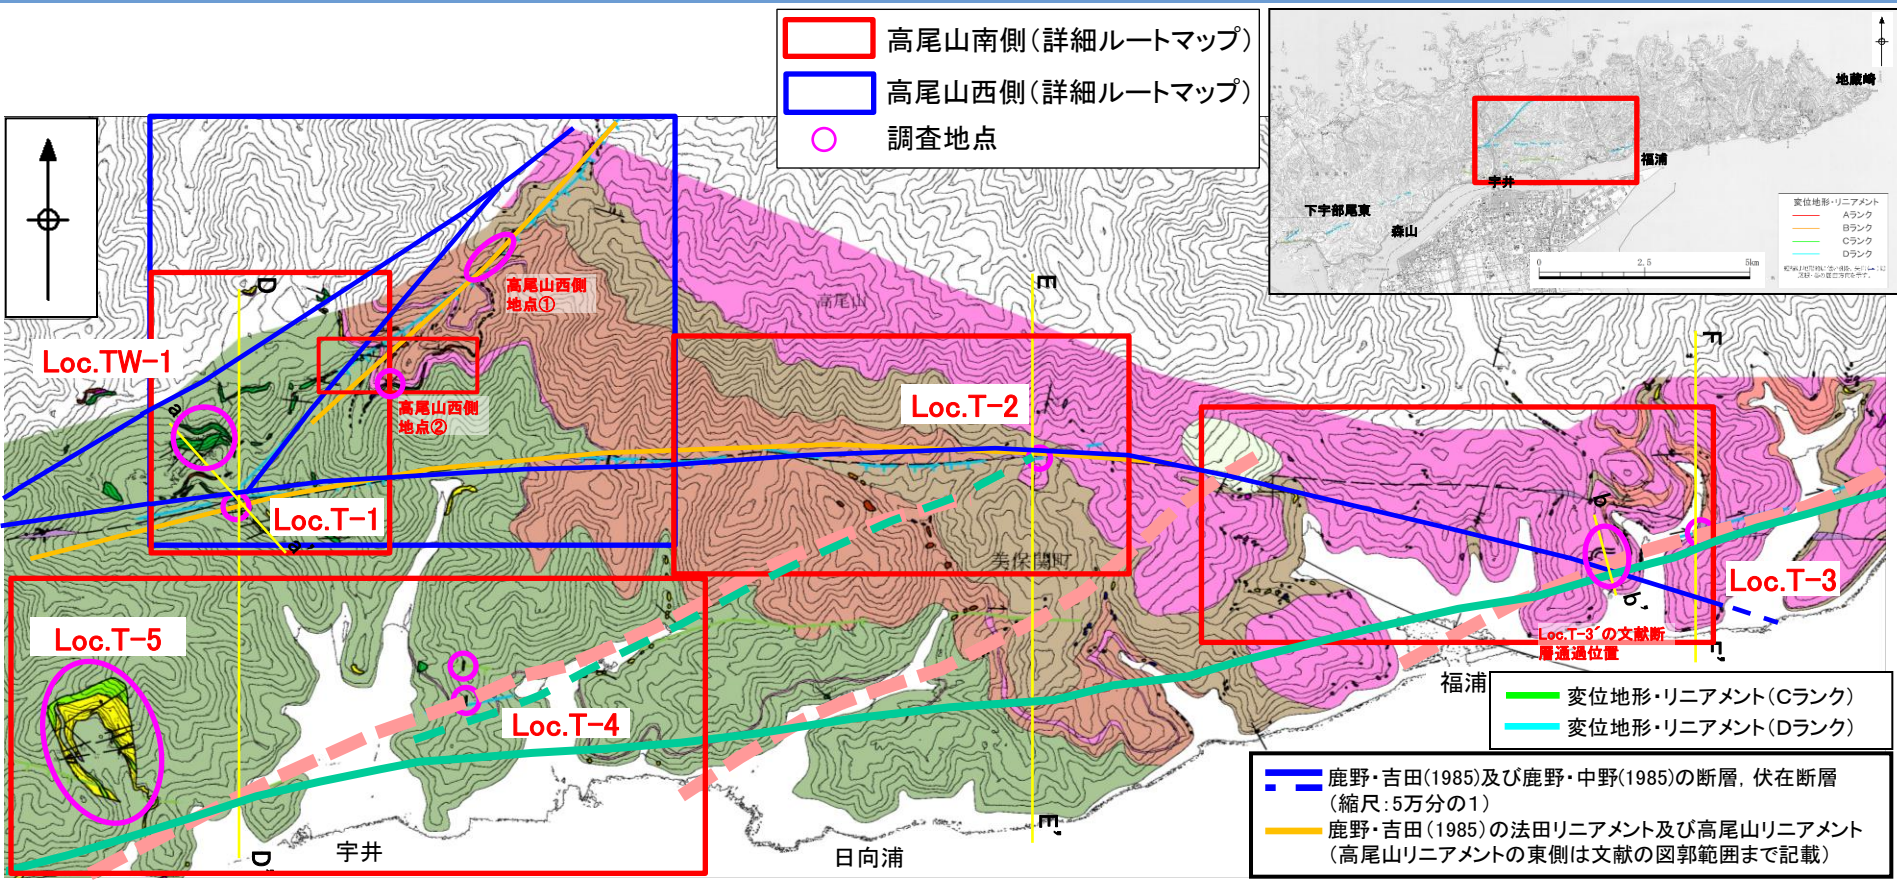 高尾山南側(詳細ルートマップ)
高尾山西側(詳細ルートマップ)
調査地点
地蔵崎
福浦
宇井
下宇部尾東
森山
変位地形・リニアメント
Aランク
Bランク
Cランク
Dランク
0
2.5
5km
D
E
F
高尾山西側
地点①
高尾山
Loc.TW-1
a
高尾山西側
地点②
Loc.T-2
Loc.T-1
a'
b
美保関町
Loc.T-3
b'
Loc.T-3´の文献断
層通過位置
F'
Loc.T-5
Loc.T-4
福浦
D'
宇井
E'
日向浦
変位地形・リニアメント(Cランク)
変位地形・リニアメント(Dランク)
鹿野・吉田(1985)及び鹿野・中野(1985)の断層, 伏在断層
(縮尺:5万分の1)
鹿野・吉田(1985)の法田リニアメント及び高尾山リニアメント
(高尾山リニアメントの東側は文献の図郭範囲まで記載)